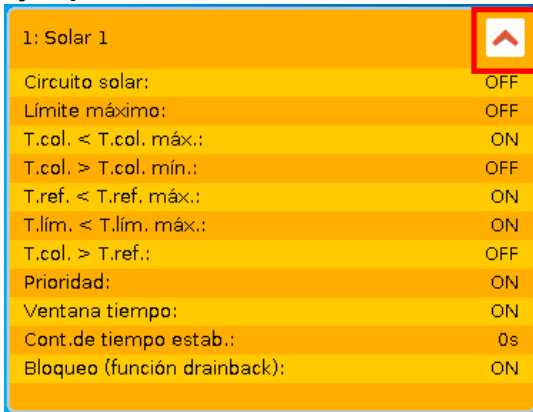 1: Solar 1
Circuito solar: OFF
Límite máximo: OFF
T.col. < T.col. máx.: ON
T.col. > T.col. mín.: OFF
T.ref. < T.ref. máx.: ON
T.lím. < T.lím. máx.: ON
T.col. > T.ref.: OFF
Prioridad: ON
Ventana tiempo: ON
Cont.de tiempo estab.: 0s
Bloqueo (función drainback): ON